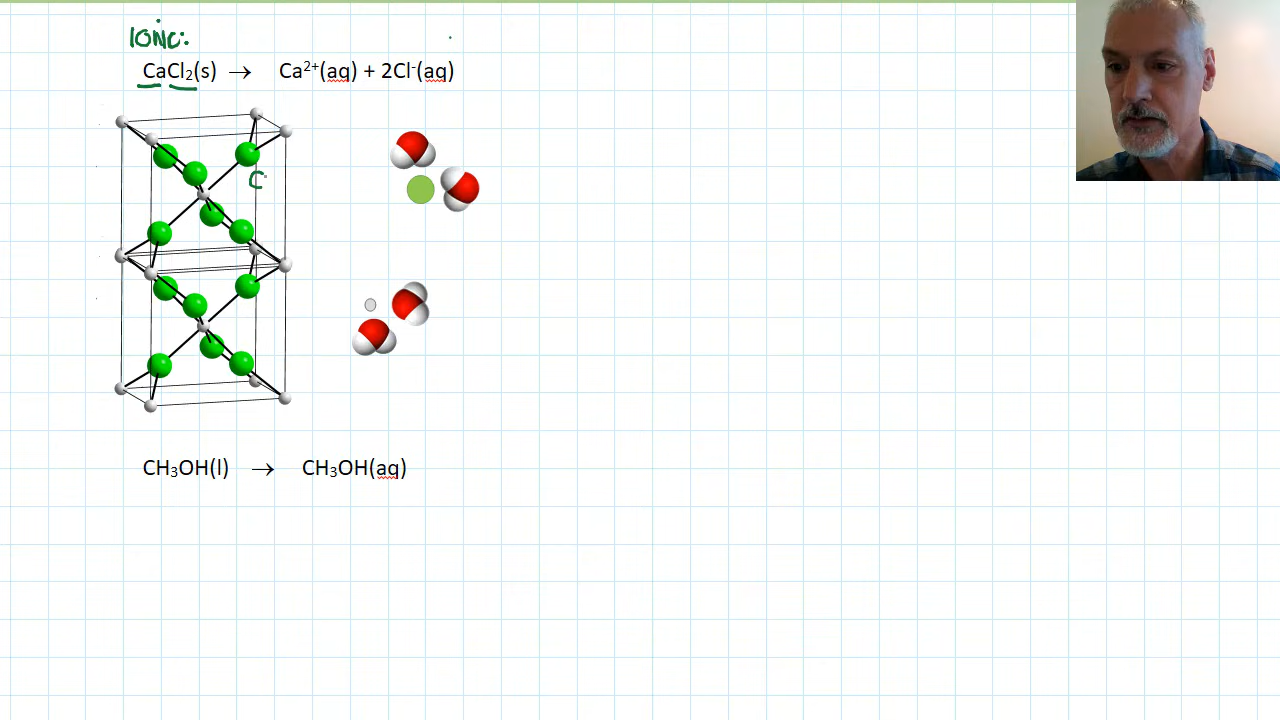 IONIC:
CaCl₂(s) → Ca²⁺(aq) + 2Cl⁻(aq)
C
CH₃OH(l) → CH₃OH(aq)